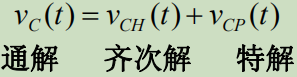 v_C(t) = v_CH(t) + v_CP(t)
通解 齐次解 特解